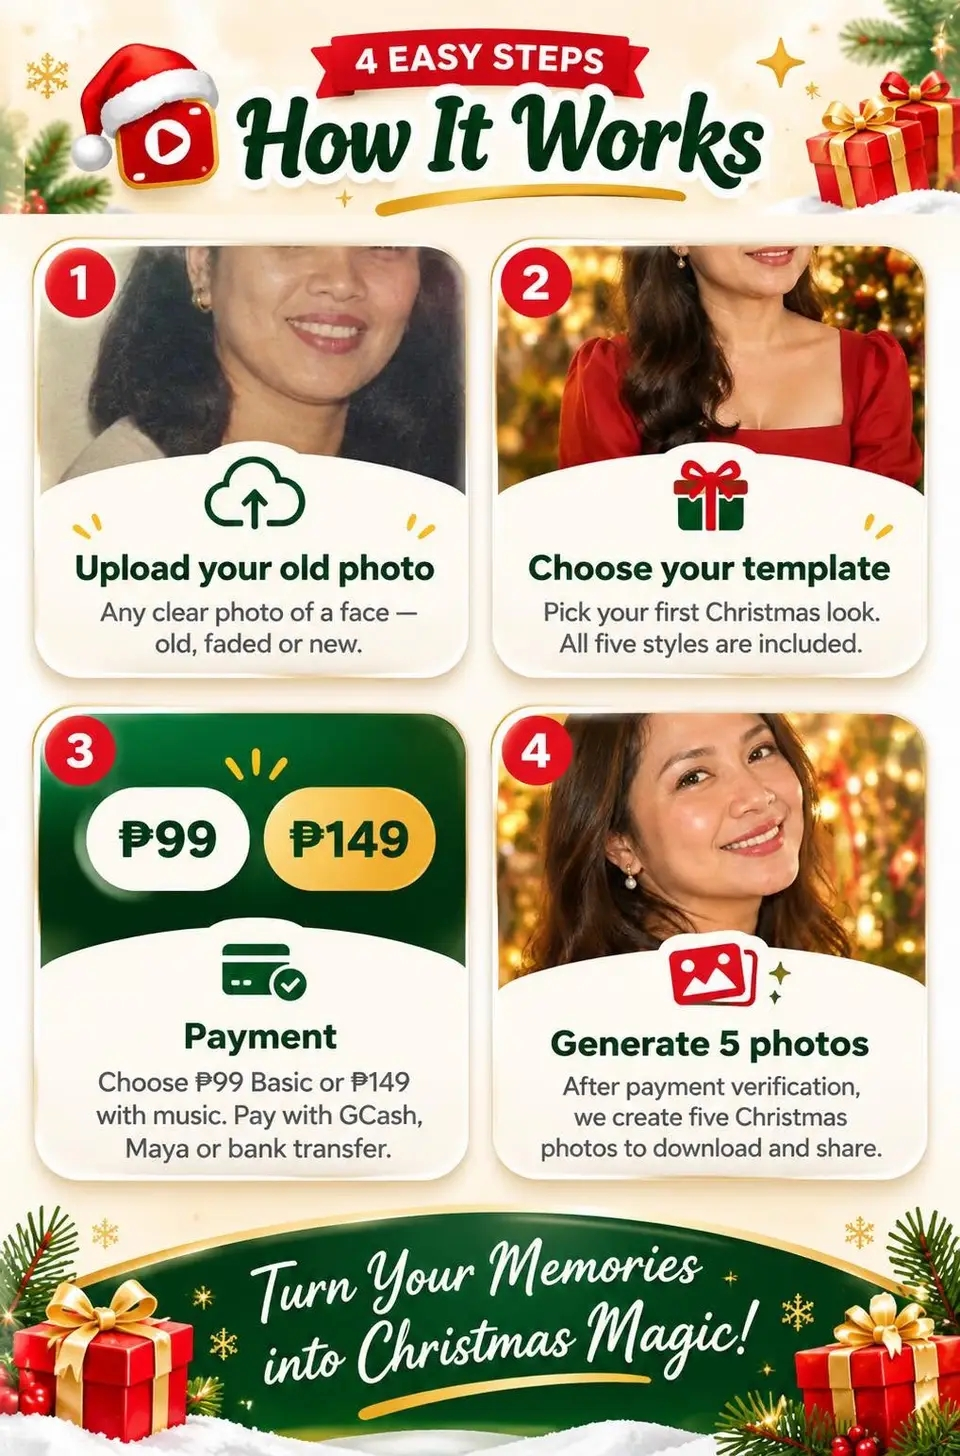 4 EASY STEPS
How It Works
1
Upload your old photo
Any clear photo of a face —
old, faded or new.
2
Choose your template
Pick your first Christmas look.
All five styles are included.
3
₱99
₱149
Payment
Choose ₱99 Basic or ₱149
with music. Pay with GCash,
Maya or bank transfer.
4
Generate 5 photos
After payment verification,
we create five Christmas
photos to download and share.
Turn Your Memories
into Christmas Magic!